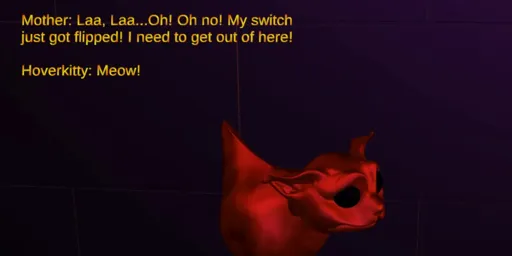 Mother: Laa, Laa...Oh! Oh no! My switch
just got flipped! I need to get out of here!
Hoverkitty: Meow!